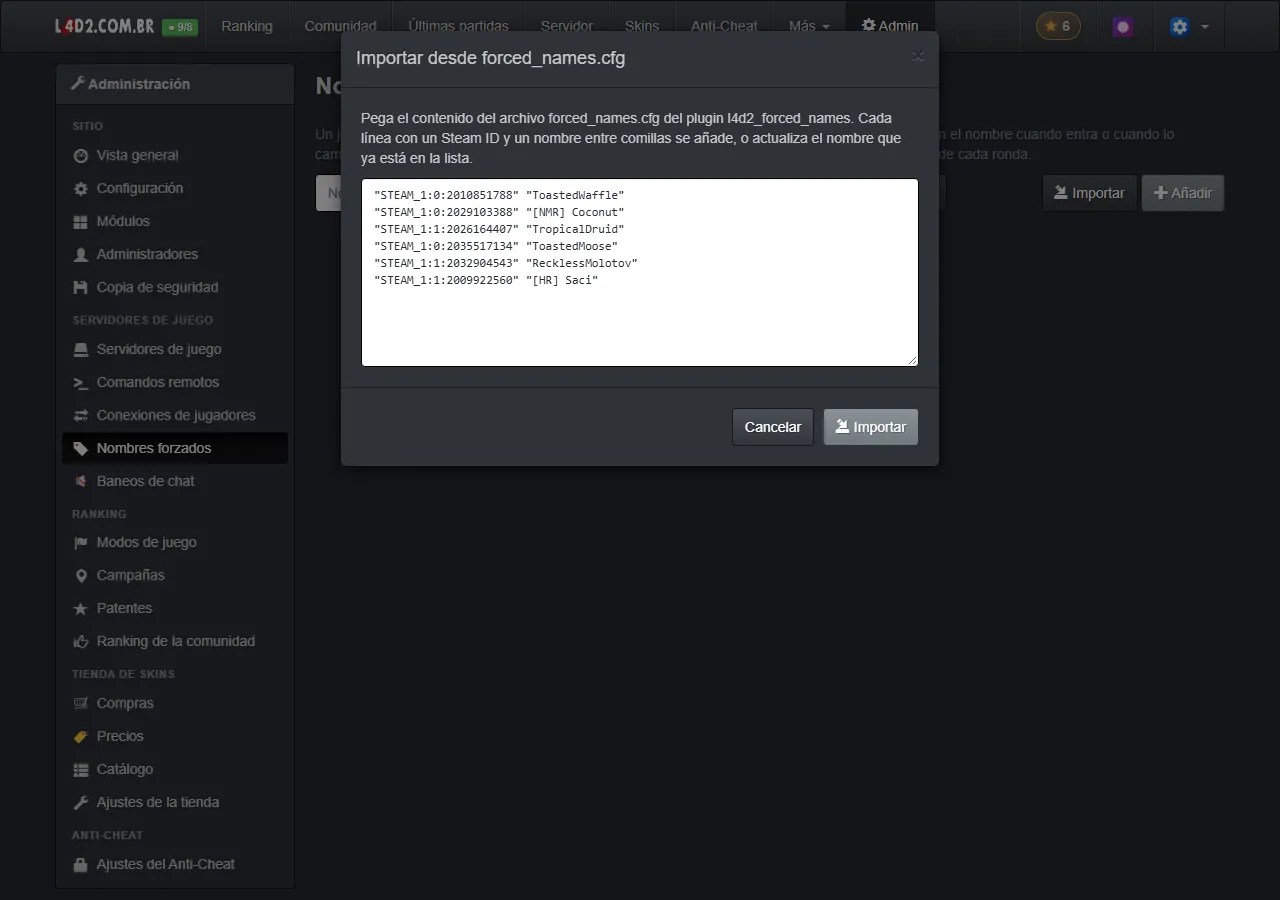 L4D2.COM.BR 9/8 Ranking Comunidad Últimas partidas Servidor Skins Anti-Cheat Más Admin 6
Administración
SITIO
Vista general
Configuración
Módulos
Administradores
Copia de seguridad
SERVIDORES DE JUEGO
Servidores de juego
Comandos remotos
Conexiones de jugadores
Nombres forzados
Baneos de chat
RANKING
Modos de juego
Campañas
Patentes
Ranking de la comunidad
TIENDA DE SKINS
Compras
Precios
Catálogo
Ajustes de la tienda
ANTI-CHEAT
Ajustes del Anti-Cheat
n el nombre cuando entra o cuando lo
de cada ronda.
Importar Añadir
Importar desde forced_names.cfg ×
Pega el contenido del archivo forced_names.cfg del plugin l4d2_forced_names. Cada
línea con un Steam ID y un nombre entre comillas se añade, o actualiza el nombre que
ya está en la lista.
"STEAM_1:0:2010851788" "ToastedWaffle"
"STEAM_1:0:2029103388" "[NMR] Coconut"
"STEAM_1:1:2026164407" "TropicalDruid"
"STEAM_1:0:2035517134" "ToastedMoose"
"STEAM_1:1:2032904543" "RecklessMolotov"
"STEAM_1:1:2009922560" "[HR] Saci"
Cancelar Importar